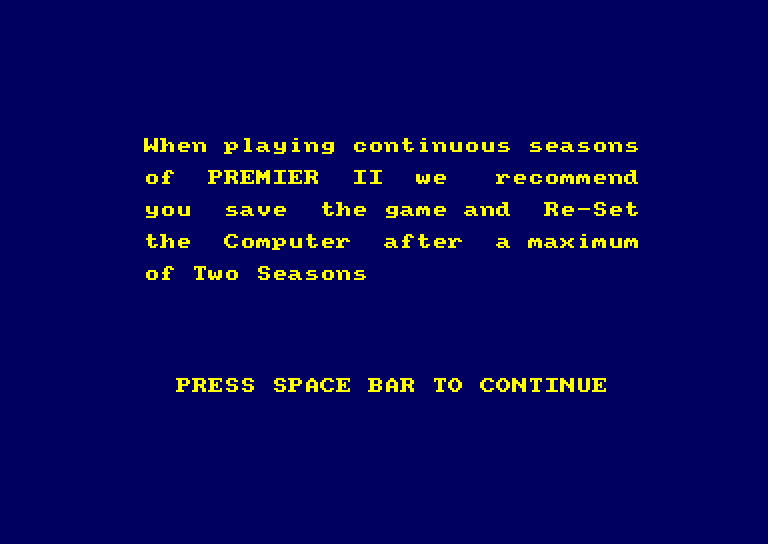 When playing continuous seasons
of PREMIER II we recommend
you save the game and Re-Set
the Computer after a maximum
of Two Seasons
PRESS SPACE BAR TO CONTINUE